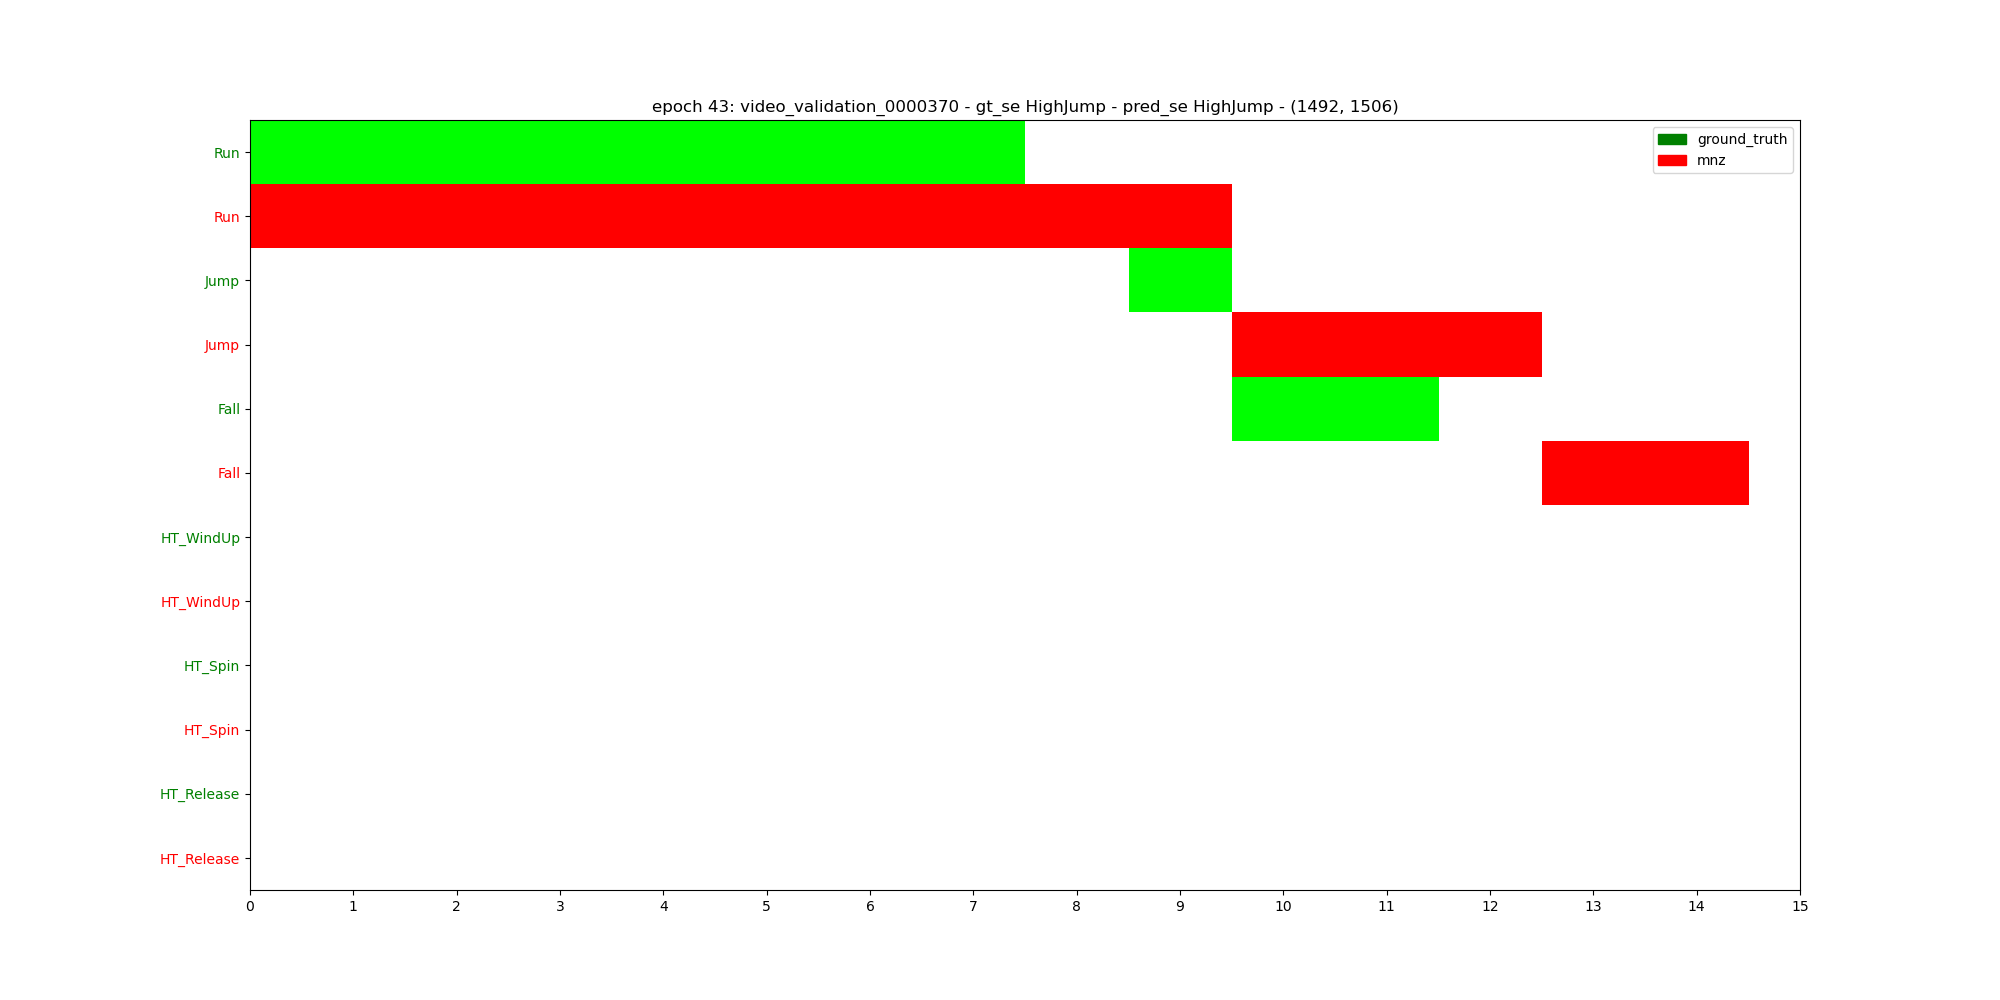 epoch 43: video_validation_0000370 - gt_se HighJump - pred_se HighJump - (1492, 1506)
ground_truth
mnz
Run
Run
Jump
Jump
Fall
Fall
HT_WindUp
HT_WindUp
HT_Spin
HT_Spin
HT_Release
HT_Release
0 1 2 3 4 5 6 7 8 9 10 11 12 13 14 15